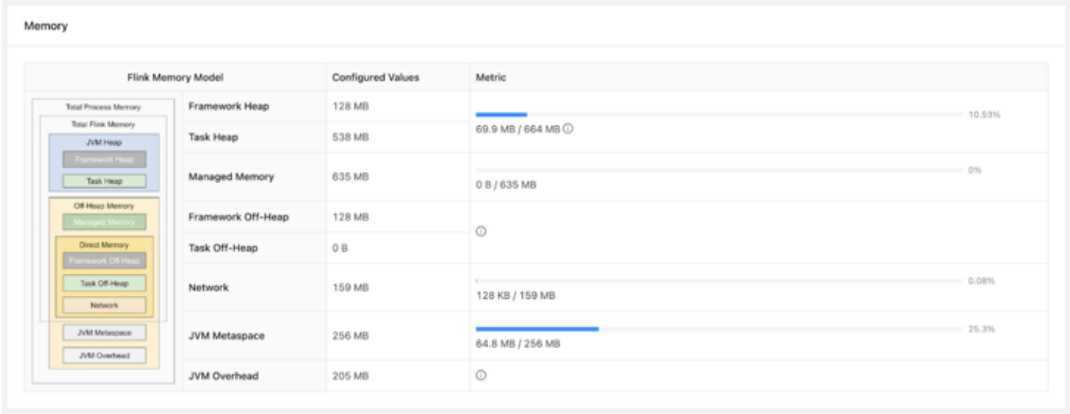 Memory
Flink Memory Model
Configured Values
Metric
Total Process Memory
Total Flink Memory
JVM Heap
Framework Heap
Task Heap
Off-Heap Memory
Managed Memory
Direct Memory
Framework Off-Heap
Task Off-Heap
Network
JVM Metaspace
JVM Overhead
Framework Heap
128 MB
10.53%
69.9 MB / 664 MB
Task Heap
538 MB
Managed Memory
635 MB
0%
0 B / 635 MB
Framework Off-Heap
128 MB
Task Off-Heap
0 B
Network
159 MB
0.08%
128 KB / 159 MB
JVM Metaspace
256 MB
25.3%
64.8 MB / 256 MB
JVM Overhead
205 MB